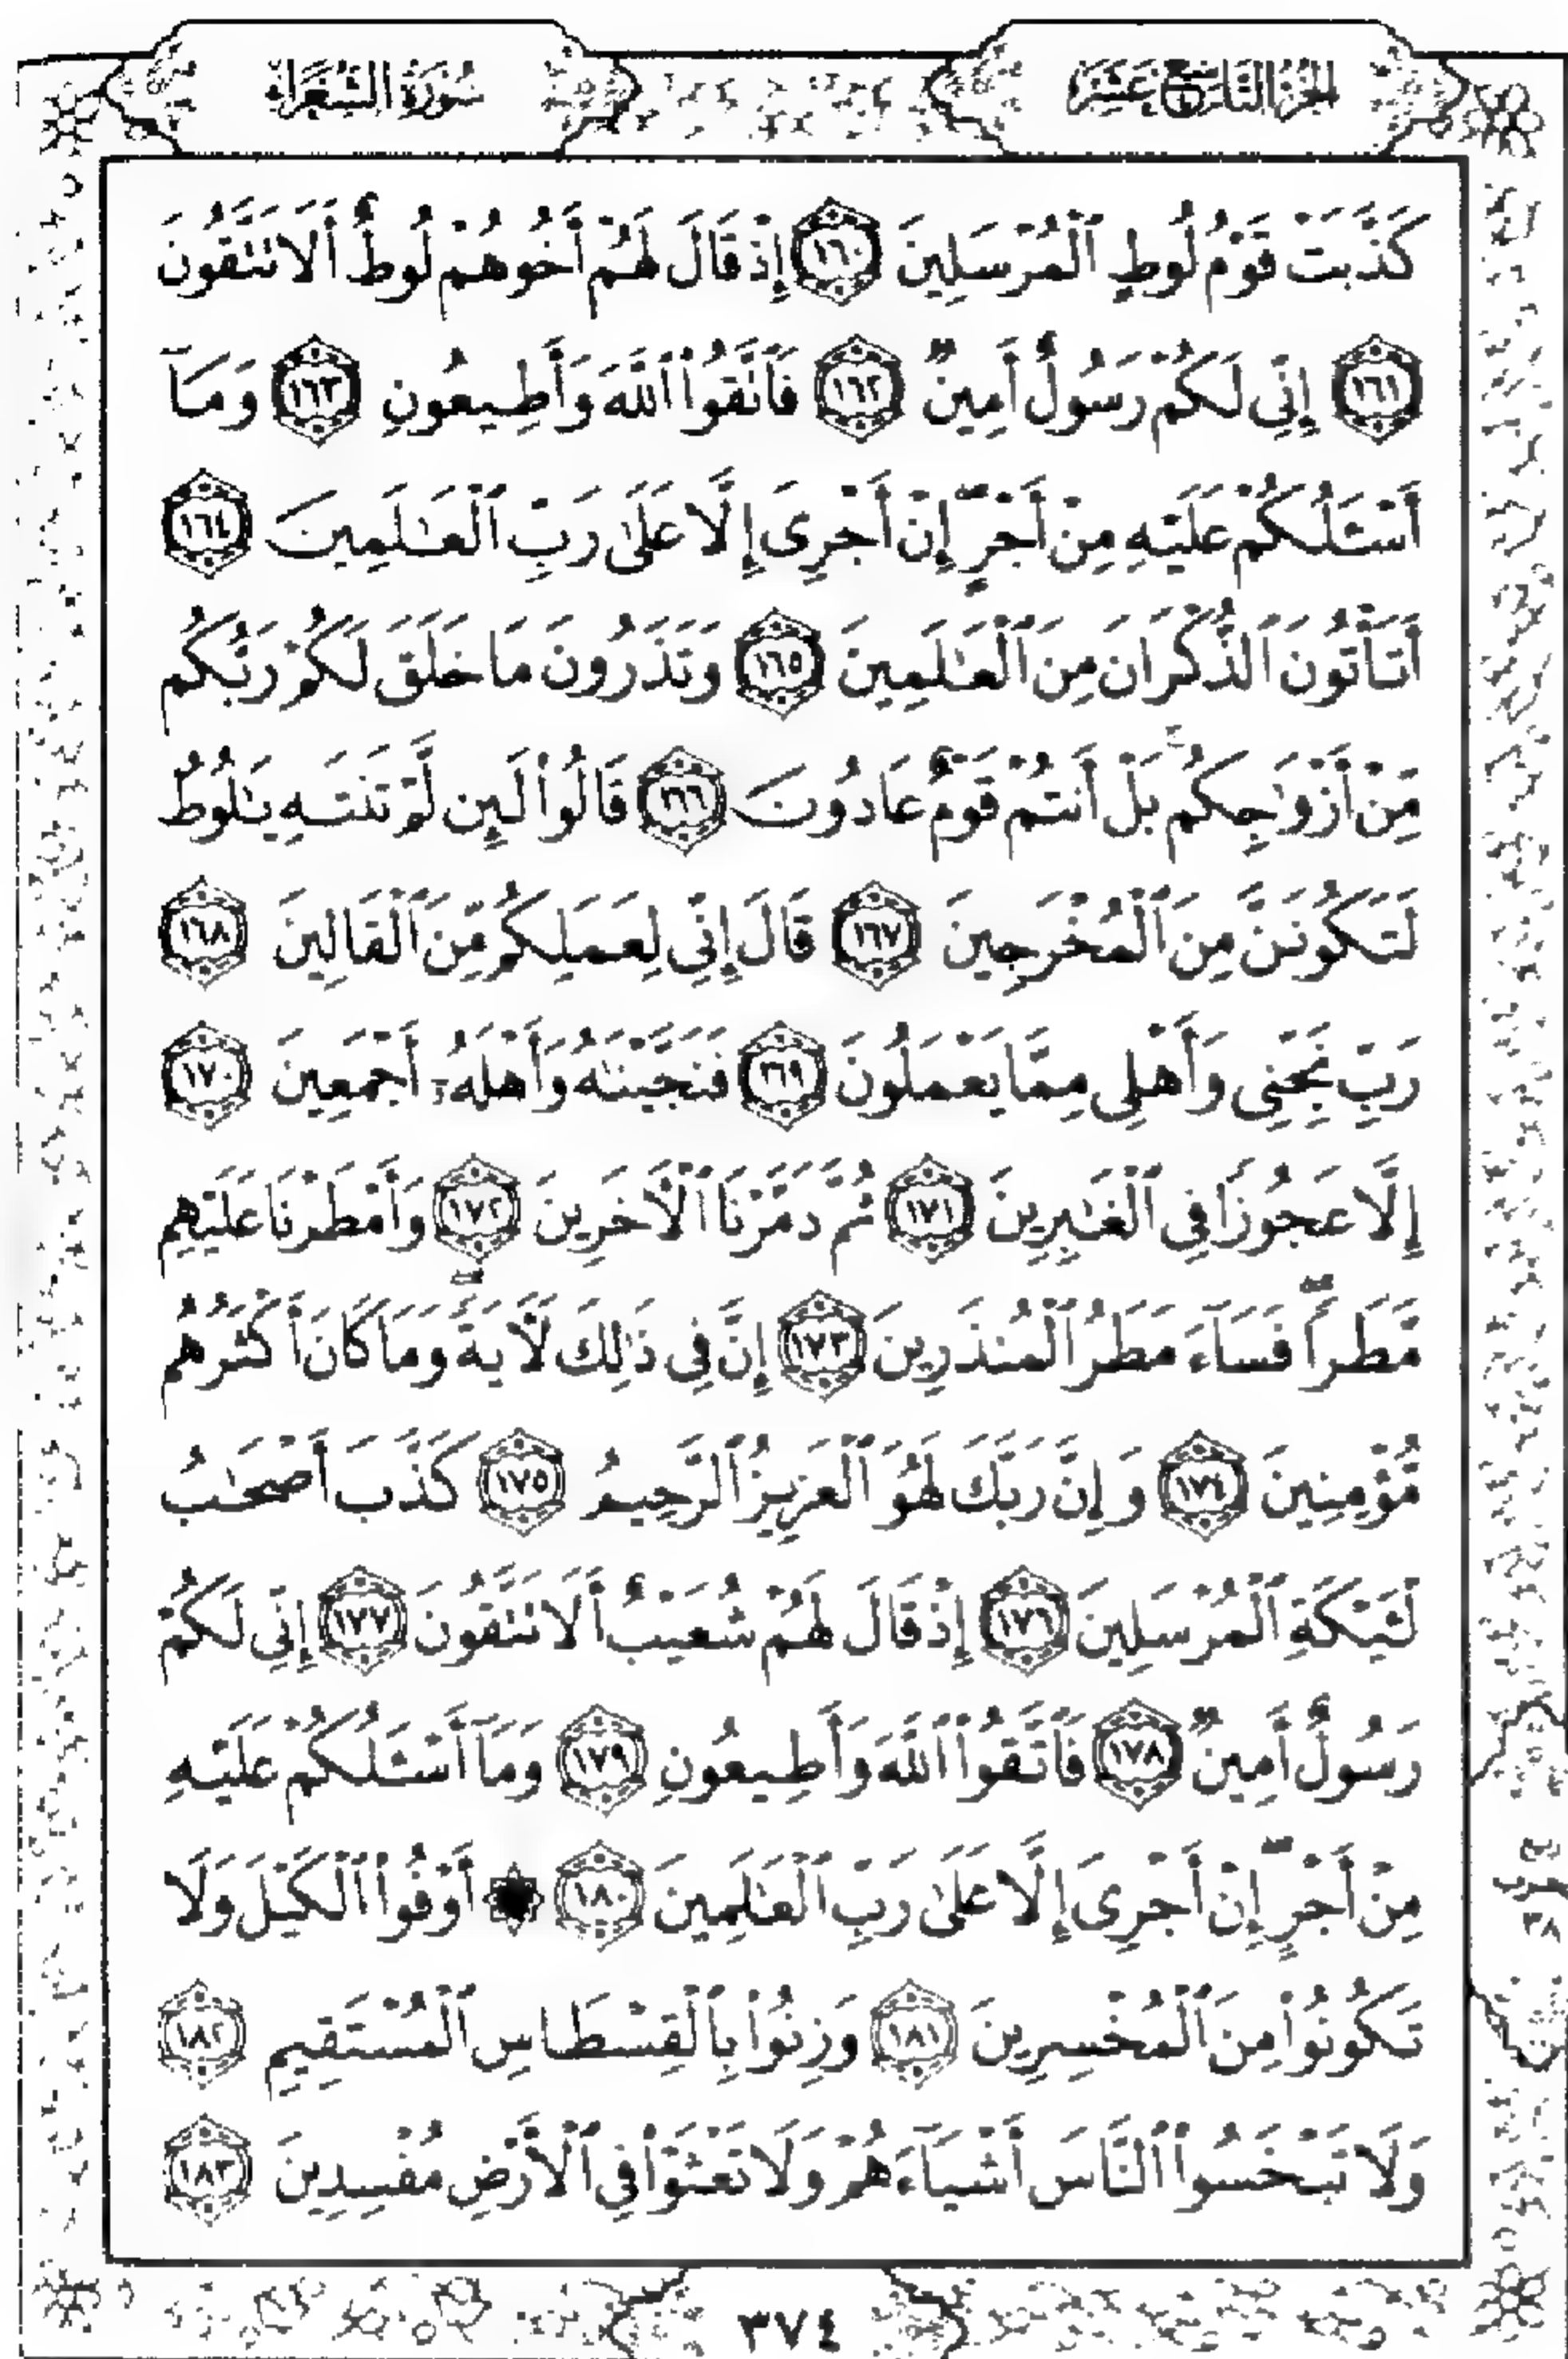 الجزء التاسع عشر
سورة الشعراء
كَذَّبَتْ قَوْمُ لُوطٍ ٱلْمُرْسَلِينَ ١٦٠ إِذْ قَالَ لَهُمْ أَخُوهُمْ لُوطٌ أَلَا تَتَّقُونَ
١٦١ إِنِّى لَكُمْ رَسُولٌ أَمِينٌ ١٦٢ فَٱتَّقُوا۟ ٱللَّهَ وَأَطِيعُونِ ١٦٣ وَمَآ
أَسْـَٔلُكُمْ عَلَيْهِ مِنْ أَجْرٍ ۖ إِنْ أَجْرِىَ إِلَّا عَلَىٰ رَبِّ ٱلْعَـٰلَمِينَ ١٦٤
أَتَأْتُونَ ٱلذُّكْرَانَ مِنَ ٱلْعَـٰلَمِينَ ١٦٥ وَتَذَرُونَ مَا خَلَقَ لَكُمْ رَبُّكُم
مِّنْ أَزْوَٰجِكُم ۚ بَلْ أَنتُمْ قَوْمٌ عَادُونَ ١٦٦ قَالُوا۟ لَئِن لَّمْ تَنتَهِ يَـٰلُوطُ
لَتَكُونَنَّ مِنَ ٱلْمُخْرَجِينَ ١٦٧ قَالَ إِنِّى لِعَمَلِكُم مِّنَ ٱلْقَالِينَ ١٦٨
رَبِّ نَجِّنِى وَأَهْلِى مِمَّا يَعْمَلُونَ ١٦٩ فَنَجَّيْنَـٰهُ وَأَهْلَهُۥٓ أَجْمَعِينَ ١٧٠
إِلَّا عَجُوزًا فِى ٱلْغَـٰبِرِينَ ١٧١ ثُمَّ دَمَّرْنَا ٱلْـَٔاخَرِينَ ١٧٢ وَأَمْطَرْنَا عَلَيْهِم
مَّطَرًا ۖ فَسَآءَ مَطَرُ ٱلْمُنذَرِينَ ١٧٣ إِنَّ فِى ذَٰلِكَ لَـَٔايَةً ۖ وَمَا كَانَ أَكْثَرُهُم
مُّؤْمِنِينَ ١٧٤ وَإِنَّ رَبَّكَ لَهُوَ ٱلْعَزِيزُ ٱلرَّحِيمُ ١٧٥ كَذَّبَ أَصْحَـٰبُ
لْـَٔيْكَةِ ٱلْمُرْسَلِينَ ١٧٦ إِذْ قَالَ لَهُمْ شُعَيْبٌ أَلَا تَتَّقُونَ ١٧٧ إِنِّى لَكُمْ
رَسُولٌ أَمِينٌ ١٧٨ فَٱتَّقُوا۟ ٱللَّهَ وَأَطِيعُونِ ١٧٩ وَمَآ أَسْـَٔلُكُمْ عَلَيْهِ
مِنْ أَجْرٍ ۖ إِنْ أَجْرِىَ إِلَّا عَلَىٰ رَبِّ ٱلْعَـٰلَمِينَ ١٨٠ ۞ أَوْفُوا۟ ٱلْكَيْلَ وَلَا
تَكُونُوا۟ مِنَ ٱلْمُخْسِرِينَ ١٨١ وَزِنُوا۟ بِٱلْقِسْطَاسِ ٱلْمُسْتَقِيمِ ١٨٢
وَلَا تَبْخَسُوا۟ ٱلنَّاسَ أَشْيَآءَهُمْ وَلَا تَعْثَوْا۟ فِى ٱلْأَرْضِ مُفْسِدِينَ ١٨٣
٣٧٤